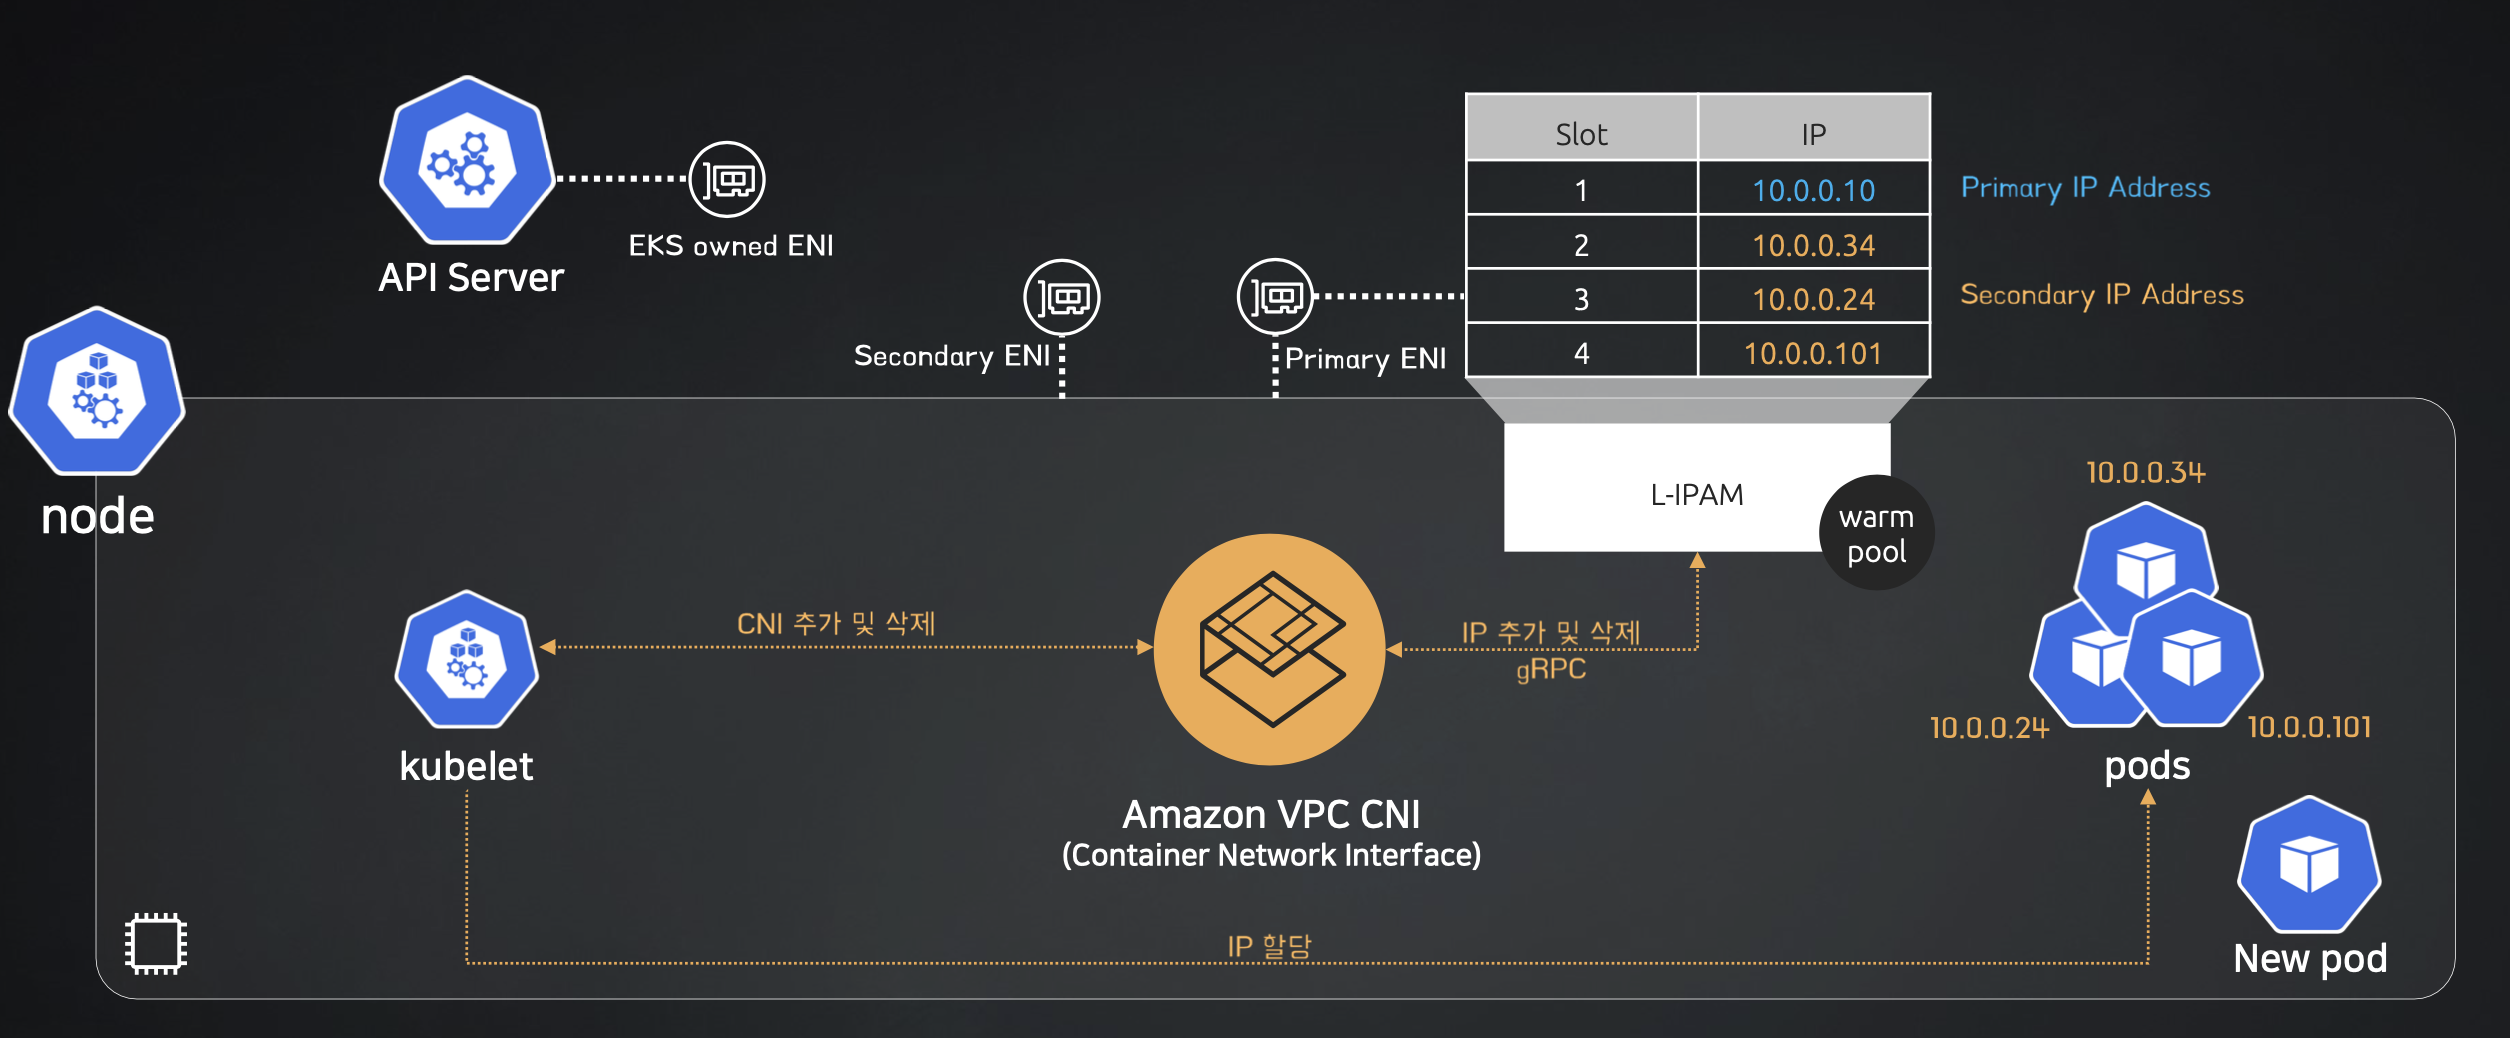 API Server
EKS owned ENI
Secondary ENI
Primary ENI
Slot IP
1 10.0.0.10
2 10.0.0.34
3 10.0.0.24
4 10.0.0.101
Primary IP Address
Secondary IP Address
node
L-IPAM
warm
pool
10.0.0.34
10.0.0.24
10.0.0.101
pods
kubelet
CNI 추가 및 삭제
IP 추가 및 삭제
gRPC
Amazon VPC CNI
(Container Network Interface)
IP 할당
New pod